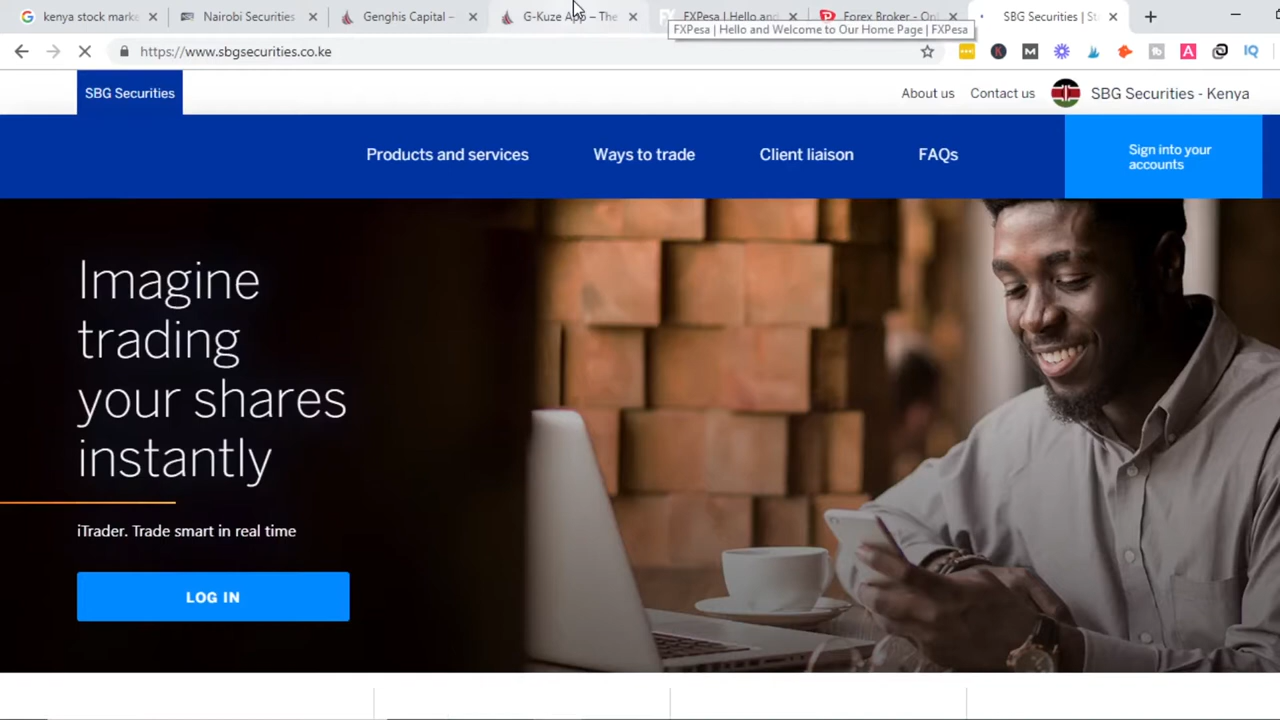 kenya stock marke
Nairobi Securities
Genghis Capital –
G-Kuze App – The
FXPesa | Hello and
Forex Broker - Onl
SBG Securities | St
FXPesa | Hello and Welcome to Our Home Page | FXPesa
https://www.sbgsecurities.co.ke
SBG Securities
About us
Contact us
SBG Securities - Kenya
Products and services
Ways to trade
Client liaison
FAQs
Sign into your
accounts
Imagine
trading
your shares
instantly
iTrader. Trade smart in real time
LOG IN